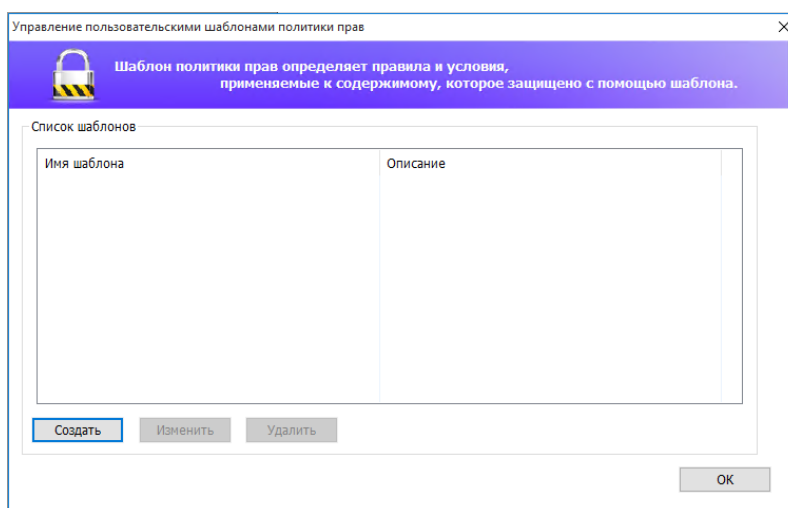 Управление пользовательскими шаблонами политики прав
Шаблон политики прав определяет правила и условия,
применяемые к содержимому, которое защищено с помощью шаблона.
Список шаблонов
Имя шаблона Описание
Создать Изменить Удалить
ОК